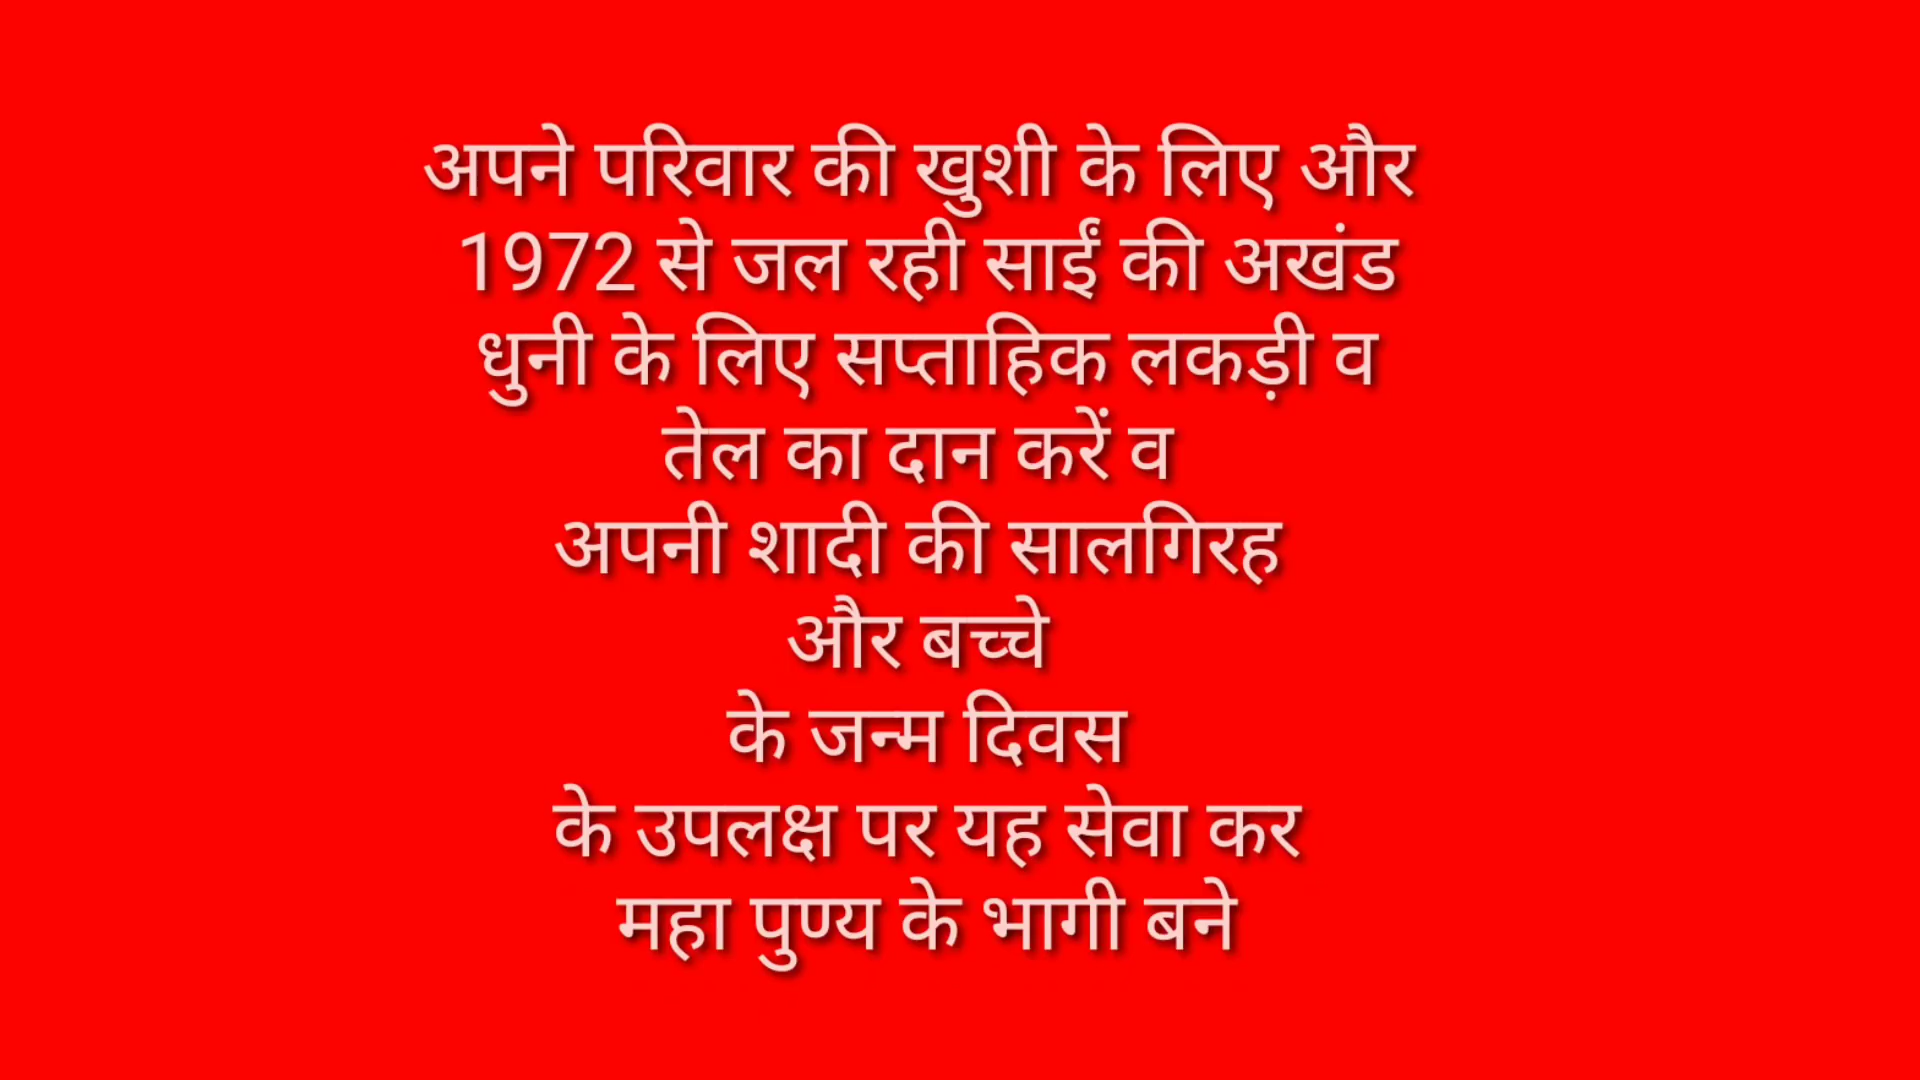 अपने परिवार की खुशी के लिए और
1972 से जल रही साईं की अखंड
धुनी के लिए सप्ताहिक लकड़ी व
तेल का दान करें व
अपनी शादी की सालगिरह
और बच्चे
के जन्म दिवस
के उपलक्ष पर यह सेवा कर
महा पुण्य के भागी बने